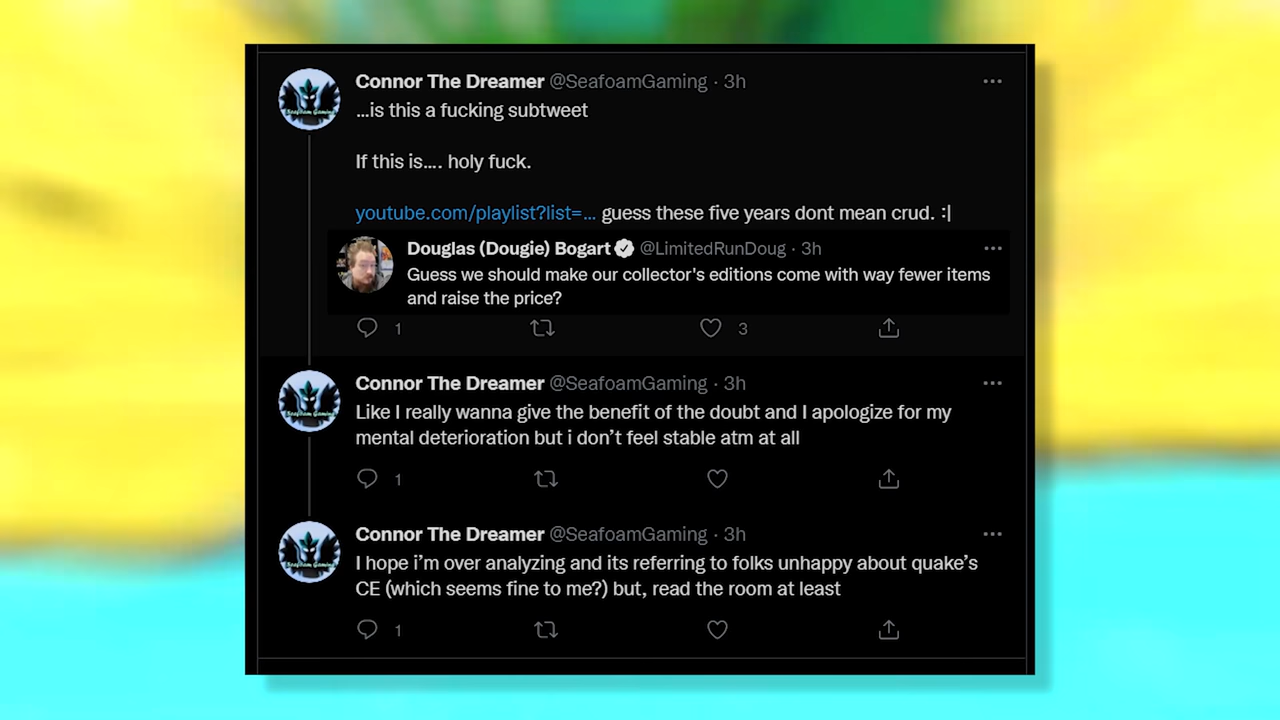 Connor The Dreamer @SeafoamGaming · 3h
...is this a fucking subtweet
If this is.... holy fuck.
youtube.com/playlist?list=... guess these five years dont mean crud. :|
Douglas (Dougie) Bogart @LimitedRunDoug · 3h
Guess we should make our collector's editions come with way fewer items
and raise the price?
1 3
Connor The Dreamer @SeafoamGaming · 3h
Like I really wanna give the benefit of the doubt and I apologize for my
mental deterioration but i don't feel stable atm at all
1
Connor The Dreamer @SeafoamGaming · 3h
I hope i'm over analyzing and its referring to folks unhappy about quake's
CE (which seems fine to me?) but, read the room at least
1